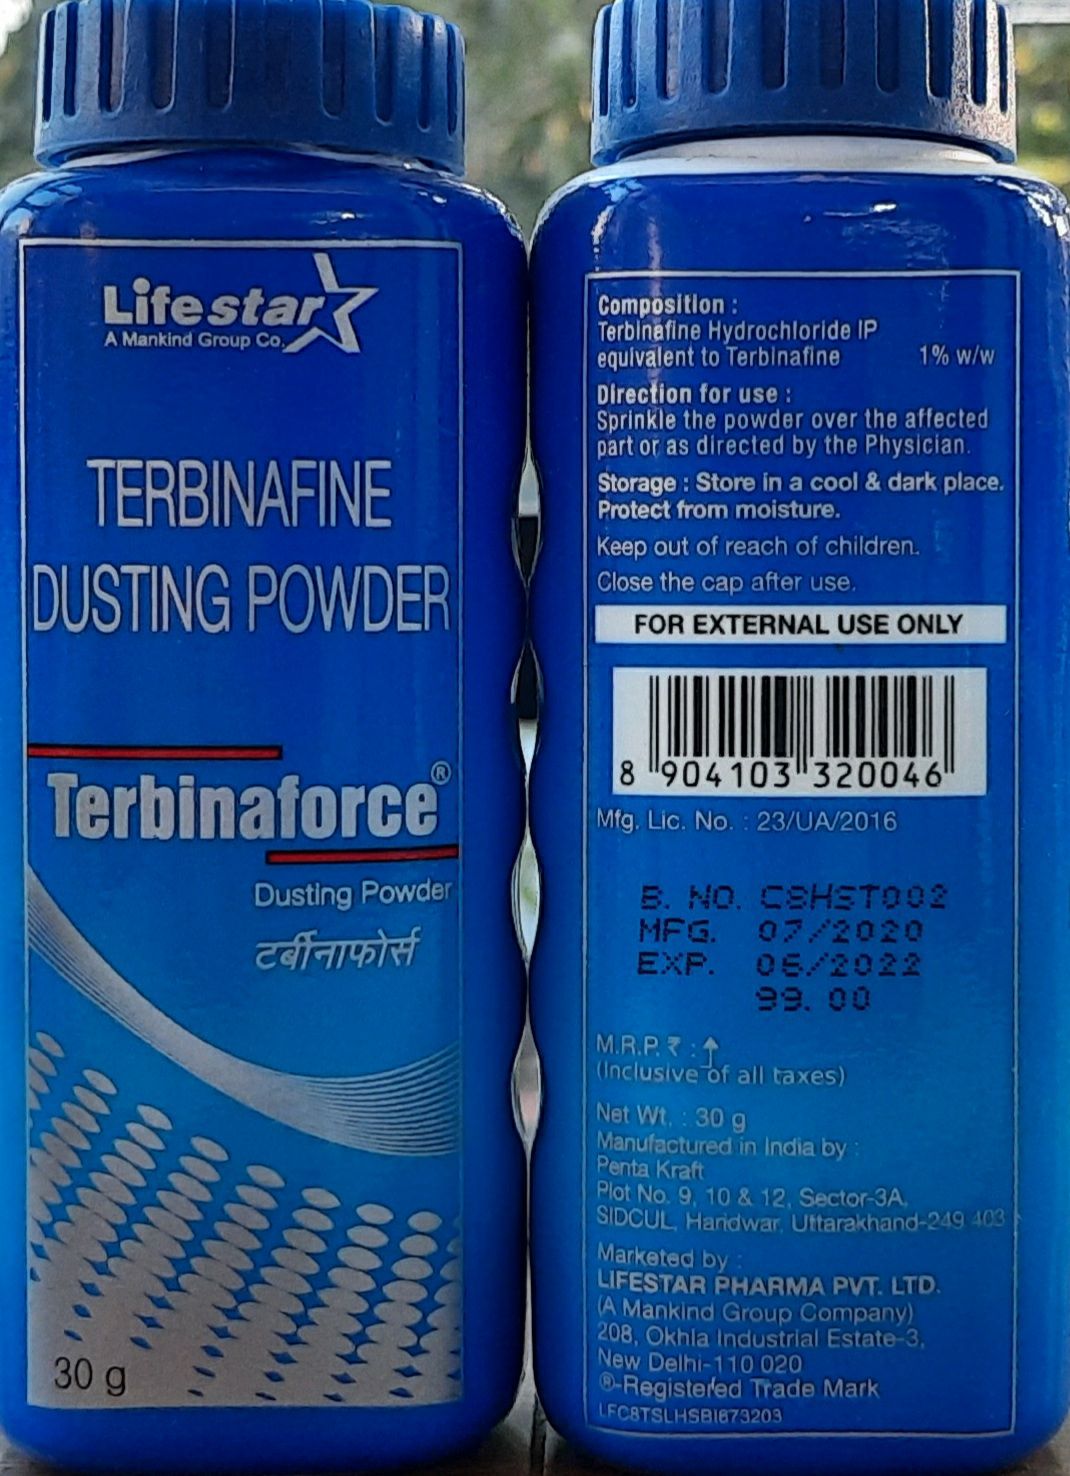 Lifestar
A Mankind Group Co.
TERBINAFINE
DUSTING POWDER
Terbinaforce®
Dusting Powder
टर्बीनाफोर्स
30 g
Composition :
Terbinafine Hydrochloride IP
equivalent to Terbinafine 1% w/w
Direction for use :
Sprinkle the powder over the affected
part or as directed by the Physician.
Storage : Store in a cool & dark place.
Protect from moisture.
Keep out of reach of children.
Close the cap after use.
FOR EXTERNAL USE ONLY
8 904103 320046
Mfg. Lic. No. : 23/UA/2016
B. NO. CSHST002
MFG. 07/2020
EXP. 06/2022
99.00
M.R.P. ₹ : ↑
(Inclusive of all taxes)
Net Wt. : 30 g
Manufactured in India by :
Penta Kraft
Plot No. 9, 10 & 12, Sector-3A,
SIDCUL, Haridwar, Uttarakhand-249 403
Marketed by :
LIFESTAR PHARMA PVT. LTD.
(A Mankind Group Company)
208, Okhla Industrial Estate-3,
New Delhi-110 020
®-Registered Trade Mark
LFC8TSLHSBI673203